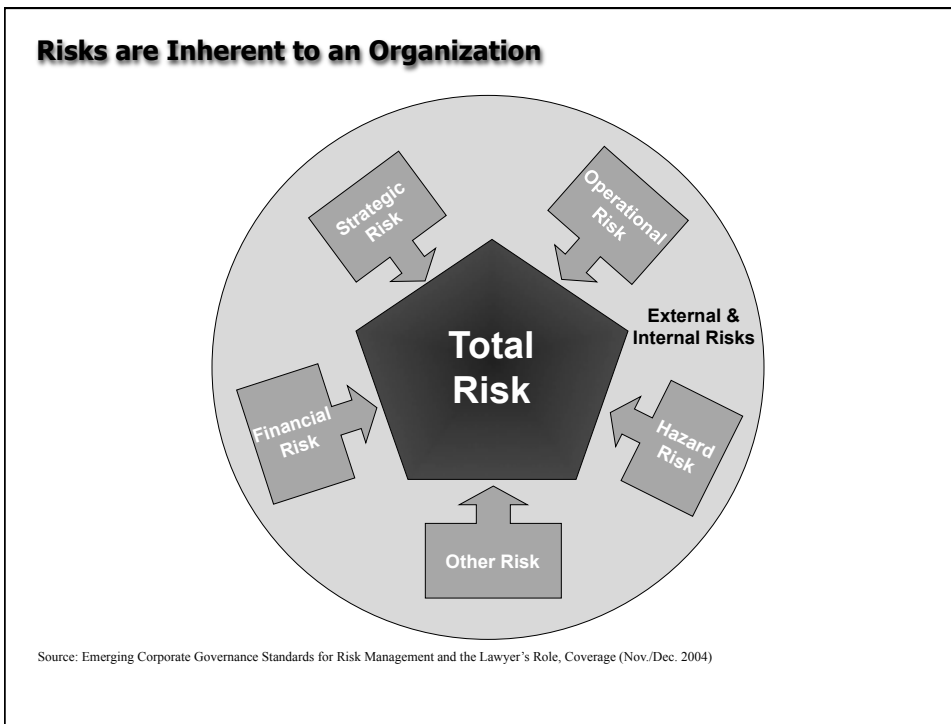 Risks are Inherent to an Organization
Strategic
Risk
Operational
Risk
External &
Internal Risks
Total
Risk
Financial
Risk
Hazard
Risk
Other Risk
Source: Emerging Corporate Governance Standards for Risk Management and the Lawyer’s Role, Coverage (Nov./Dec. 2004)